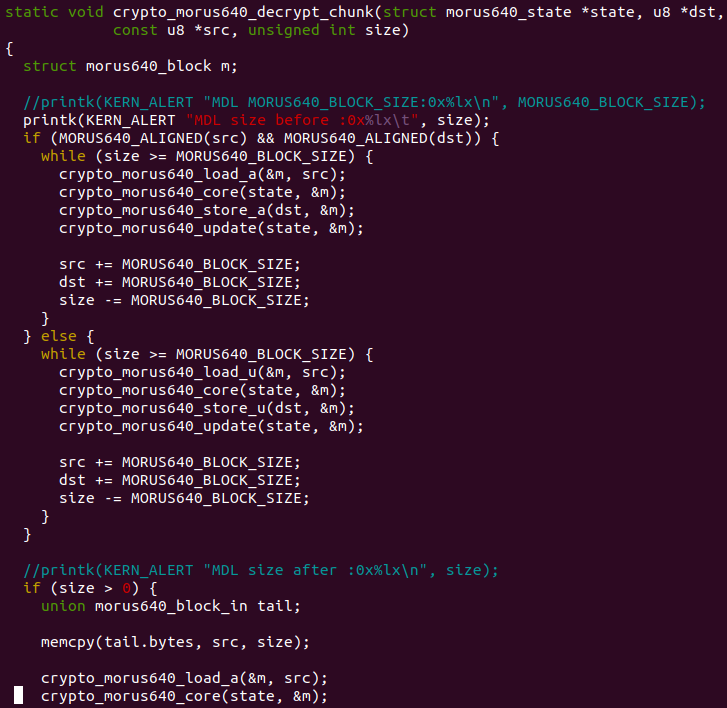 static void crypto_morus640_decrypt_chunk(struct morus640_state *state, u8 *dst,
            const u8 *src, unsigned int size)
{
  struct morus640_block m;

  //printk(KERN_ALERT "MDL MORUS640_BLOCK_SIZE:0x%lx\n", MORUS640_BLOCK_SIZE);
  printk(KERN_ALERT "MDL size before :0x%lx\t", size);
  if (MORUS640_ALIGNED(src) && MORUS640_ALIGNED(dst)) {
    while (size >= MORUS640_BLOCK_SIZE) {
      crypto_morus640_load_a(&m, src);
      crypto_morus640_core(state, &m);
      crypto_morus640_store_a(dst, &m);
      crypto_morus640_update(state, &m);

      src += MORUS640_BLOCK_SIZE;
      dst += MORUS640_BLOCK_SIZE;
      size -= MORUS640_BLOCK_SIZE;
    }
  } else {
    while (size >= MORUS640_BLOCK_SIZE) {
      crypto_morus640_load_u(&m, src);
      crypto_morus640_core(state, &m);
      crypto_morus640_store_u(dst, &m);
      crypto_morus640_update(state, &m);

      src += MORUS640_BLOCK_SIZE;
      dst += MORUS640_BLOCK_SIZE;
      size -= MORUS640_BLOCK_SIZE;
    }
  }

  //printk(KERN_ALERT "MDL size after :0x%lx\n", size);
  if (size > 0) {
    union morus640_block_in tail;

    memcpy(tail.bytes, src, size);

    crypto_morus640_load_a(&m, src);
    crypto_morus640_core(state, &m);